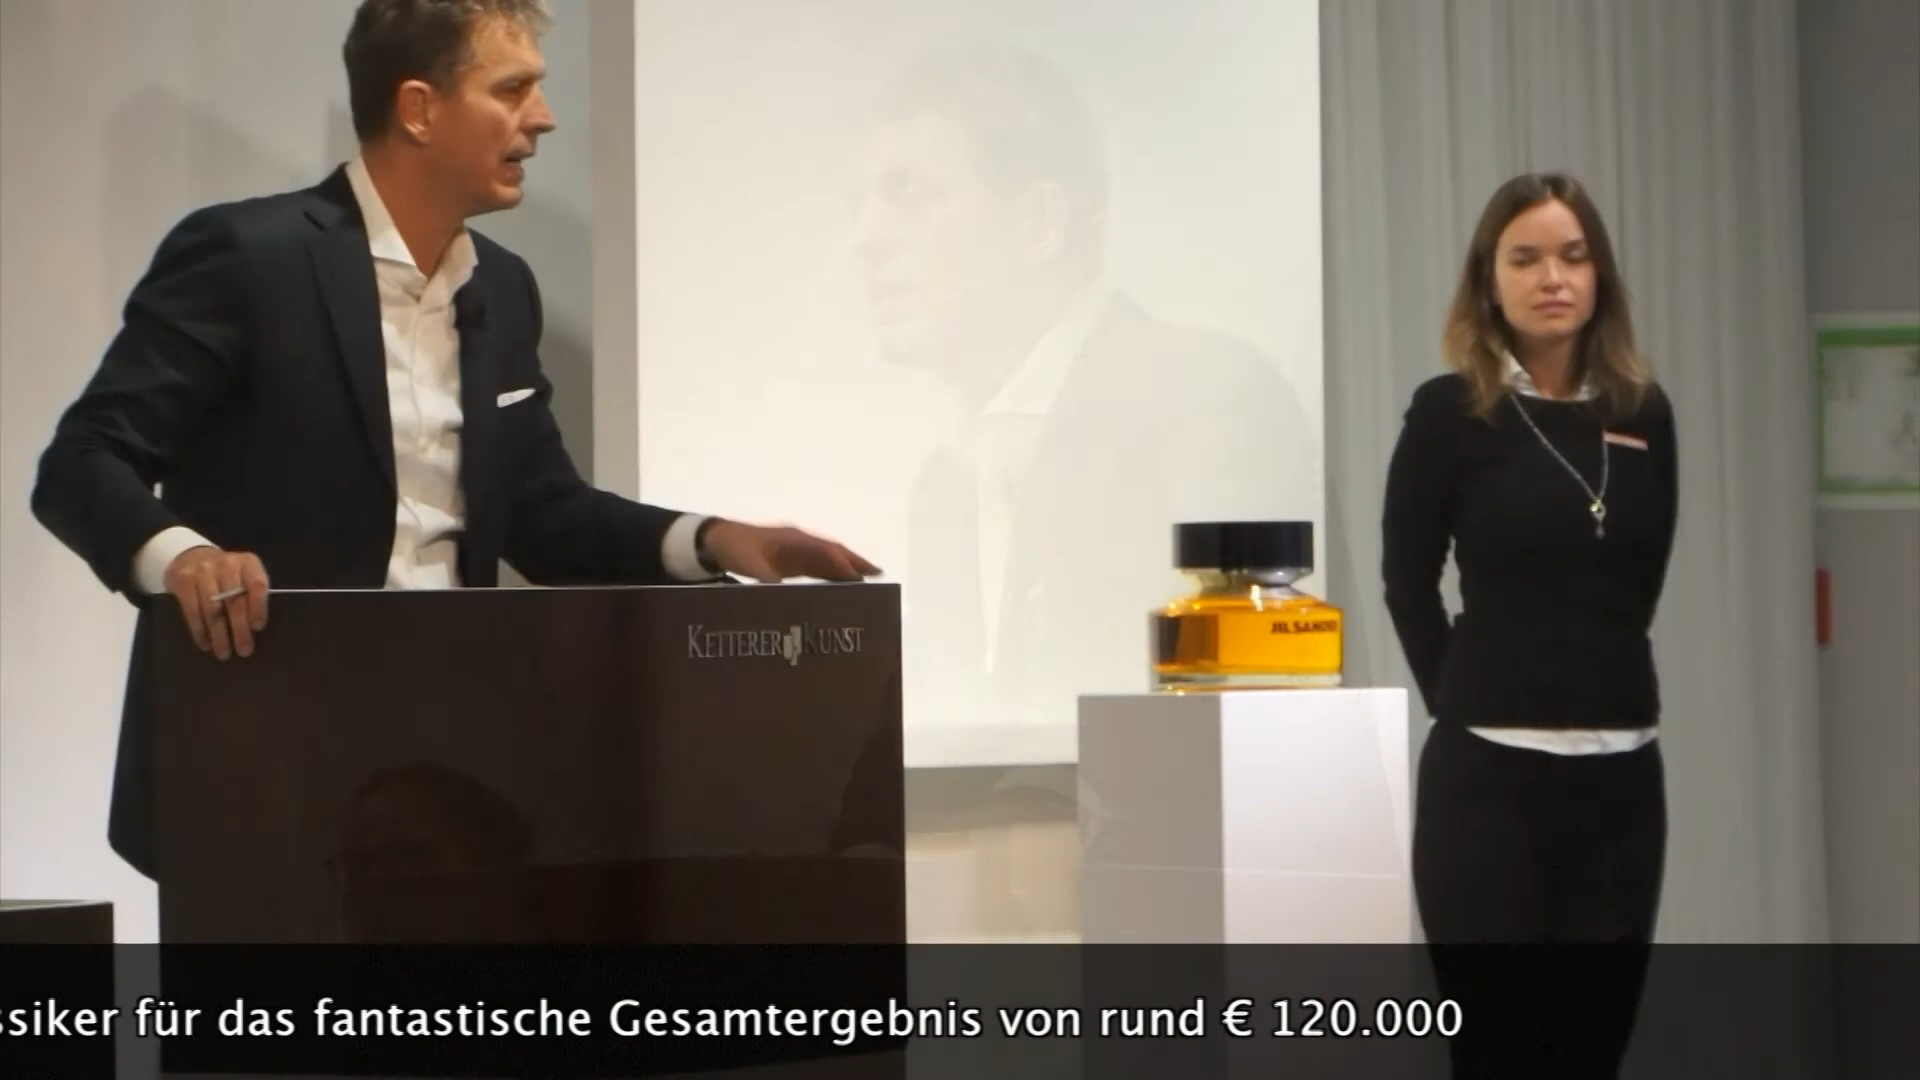 KETTERER KUNST
JIL SANDER
ssiker für das fantastische Gesamtergebnis von rund € 120.000